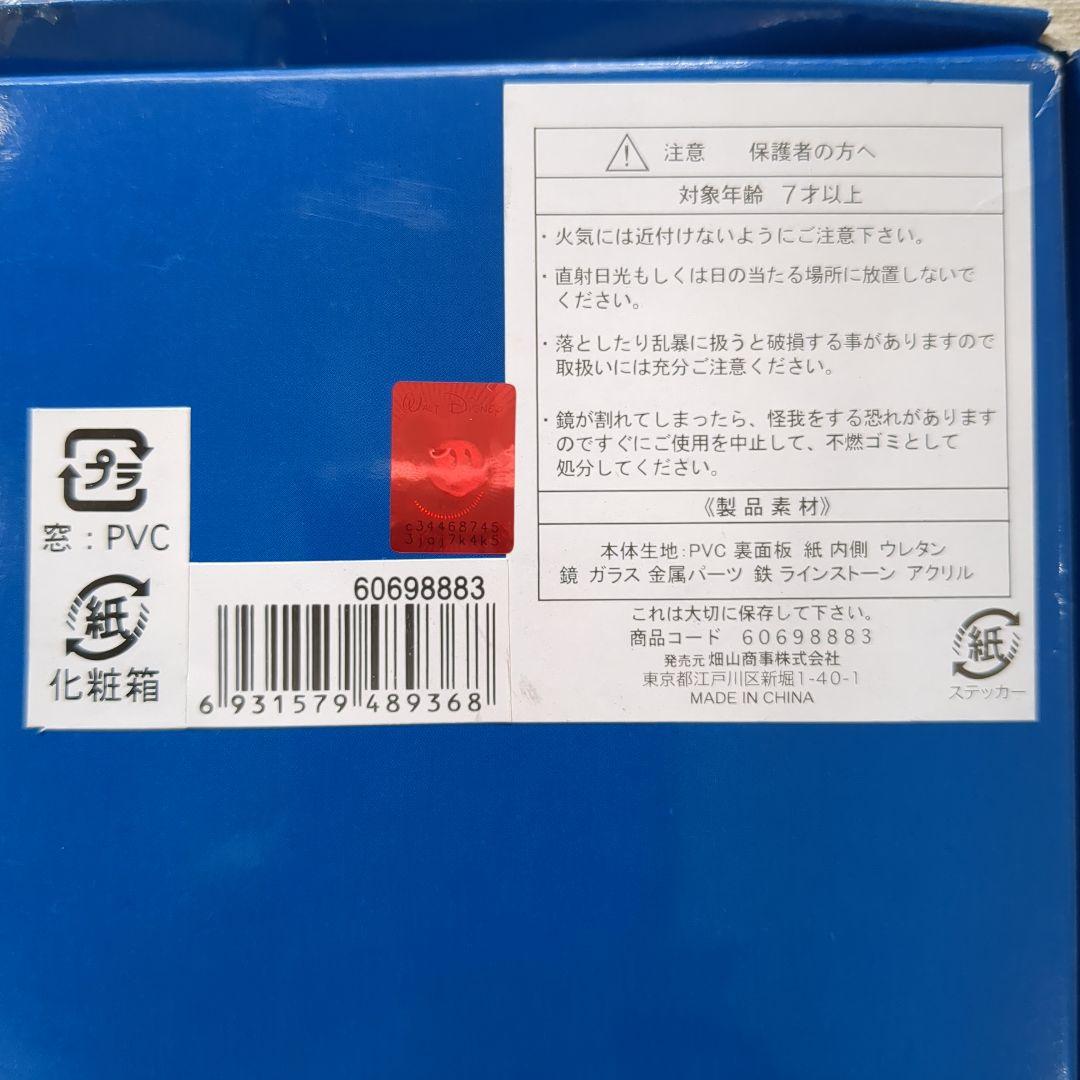 注意 保護者の方へ
対象年齢 7才以上
・火気には近付けないようにご注意下さい。
・直射日光もしくは日の当たる場所に放置しないで
ください。
・落としたり乱暴に扱うと破損する事がありますので
取扱いには充分ご注意ください。
・鏡が割れてしまったら、怪我をする恐れがあります
のですぐにご使用を中止して、不燃ゴミとして
処分してください。
《製品素材》
本体生地:PVC 裏面板 紙 内側 ウレタン
鏡 ガラス 金属パーツ 鉄 ラインストーン アクリル
これは大切に保存して下さい。
商品コード 60698883
発売元 畑山商事株式会社
東京都江戸川区新堀1-40-1
MADE IN CHINA
紙
ステッカー
WALT DISNEY
c34468745
3jaj7k4k5
プラ
窓:PVC
紙
化粧箱
60698883
6 931579 489368